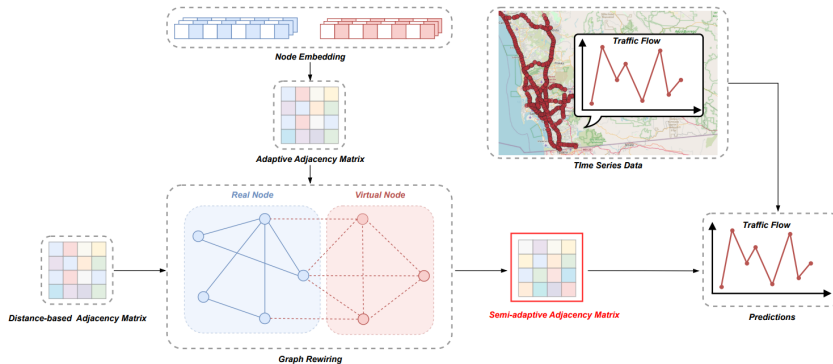 Node Embedding
Adaptive Adjacency Matrix
Traffic Flow
TIme Series Data
Real Node
Virtual Node
Distance-based Adjacency Matrix
Graph Rewiring
Semi-adaptive Adjacency Matrix
Traffic Flow
Predictions